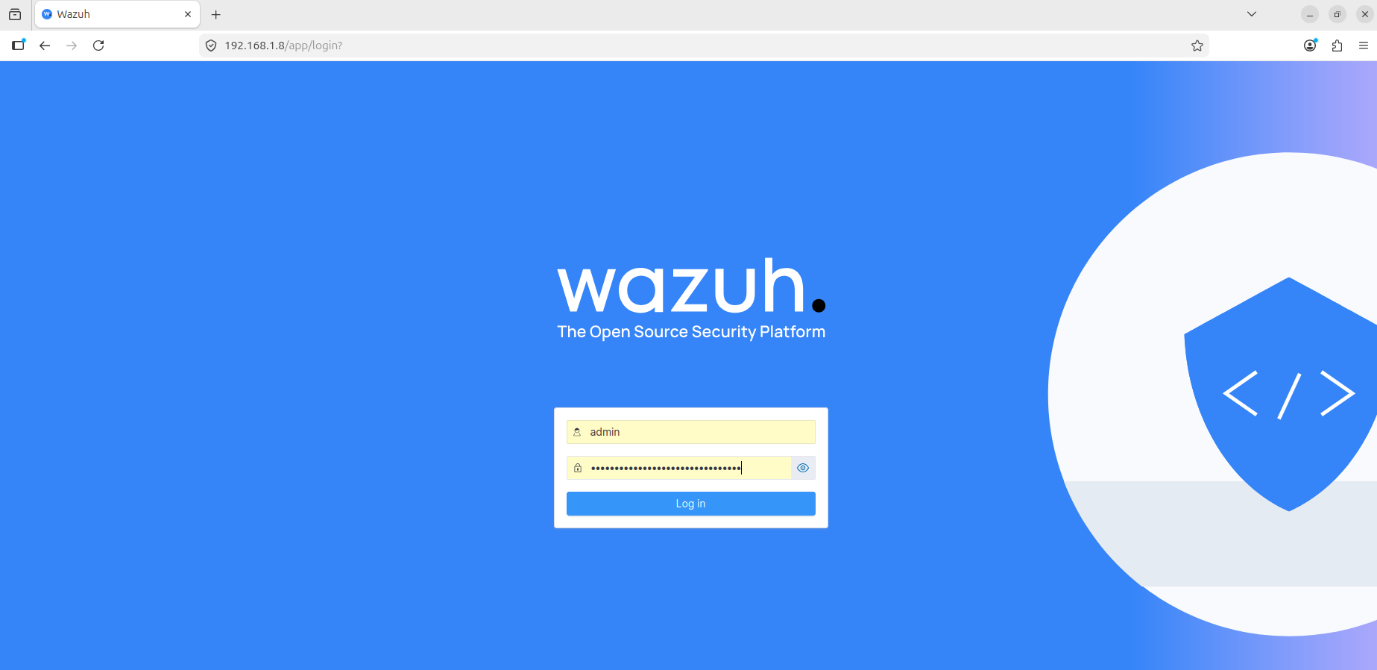 Wazuh
192.168.1.8/app/login?
wazuh.
The Open Source Security Platform
admin
••••••••••••••••••••••••••••••••
Log in